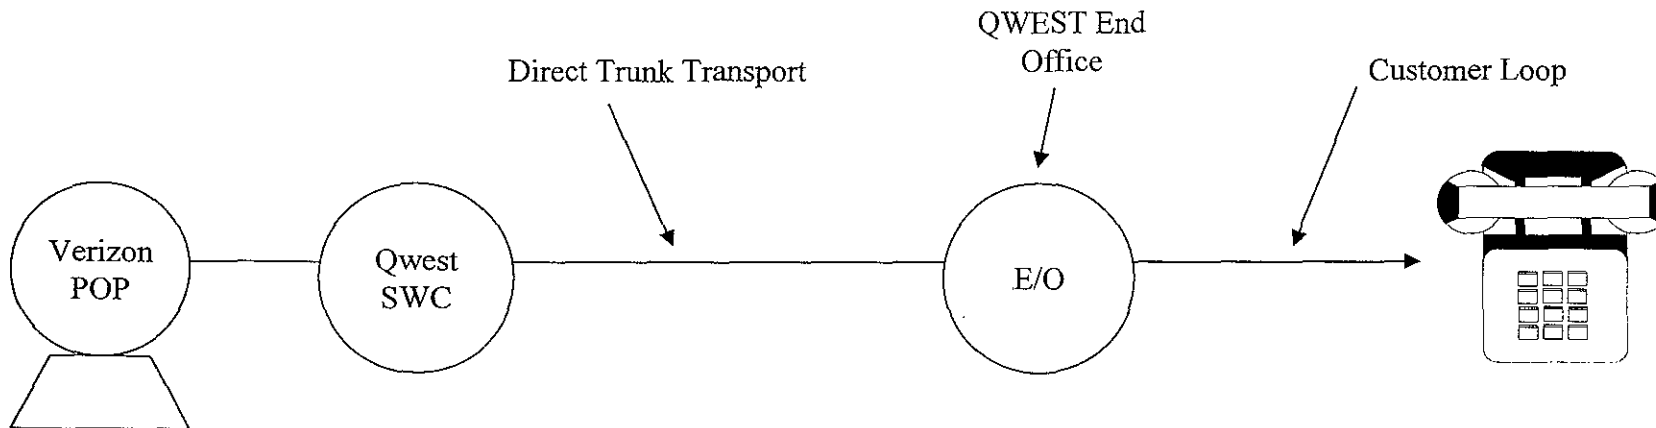 QWEST End
Office
Direct Trunk Transport
Customer Loop
Verizon
POP
Qwest
SWC
E/O